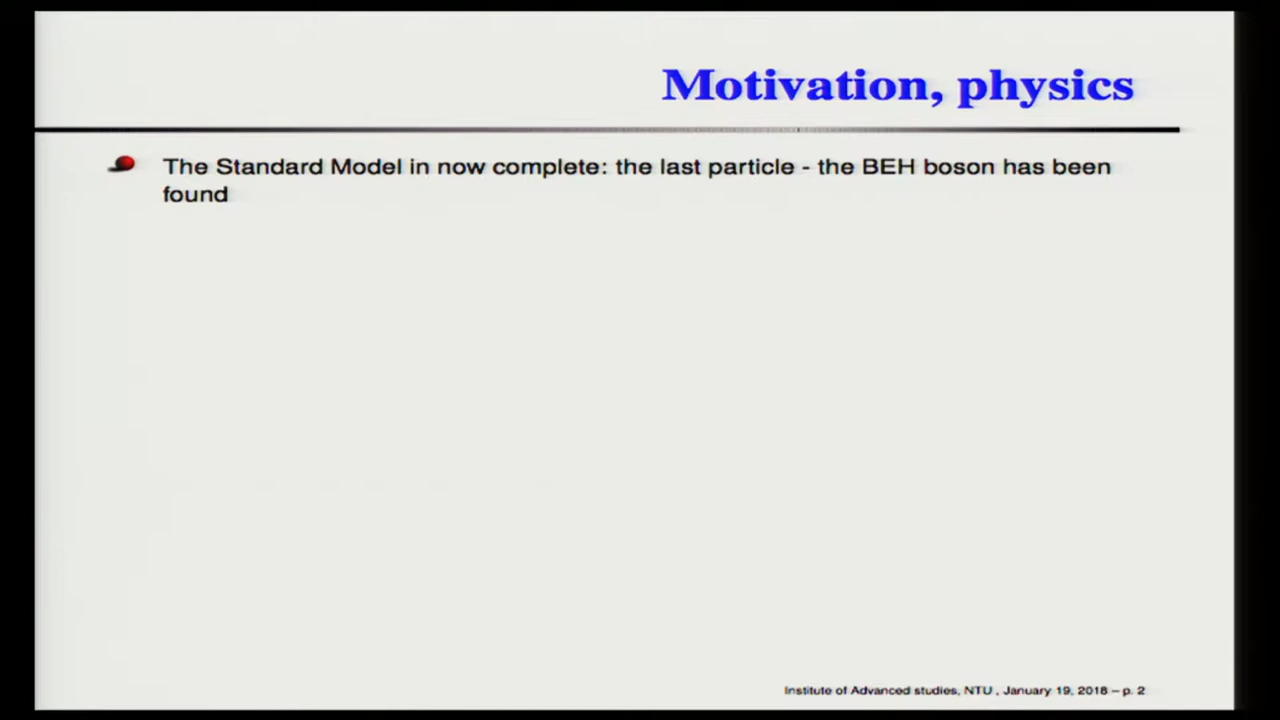 Motivation, physics
The Standard Model in now complete: the last particle - the BEH boson has been
found
Institute of Advanced studies, NTU , January 19, 2018 – p. 2